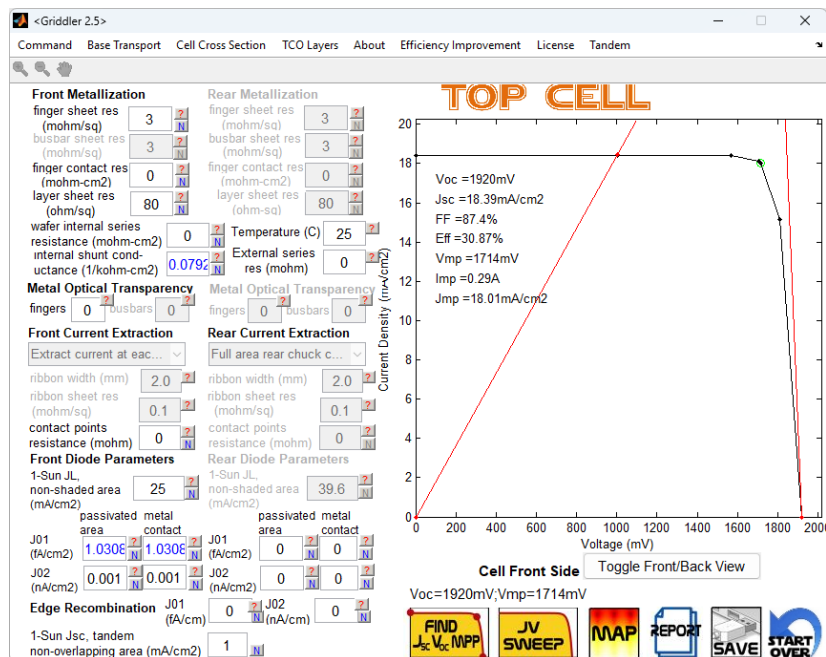 <Griddler 2.5>
Command Base Transport Cell Cross Section TCO Layers About Efficiency Improvement License Tandem
TOP CELL
Front Metallization Rear Metallization
finger sheet res (mohm/sq) 3 ? N finger sheet res (mohm/sq) 3 ? N
busbar sheet res (mohm/sq) 3 ? N busbar sheet res (mohm/sq) 3 ? N
finger contact res (mohm-cm2) 0 ? N finger contact res (mohm-cm2) 0 ? N
layer sheet res (ohm/sq) 80 ? N layer sheet res (ohm-sq) 80 ? N
wafer internal series resistance (mohm-cm2) 0 ? N Temperature (C) 25 ?
internal shunt conductance (1/kohm-cm2) 0.0792 ? N External series res (mohm) 0 ?
Metal Optical Transparency Metal Optical Transparency
fingers 0 ? N busbars 0 ? N fingers 0 ? N busbars 0 ? N
Front Current Extraction Rear Current Extraction
Extract current at eac... Full area rear chuck c...
ribbon width (mm) 2.0 ? ribbon width (mm) 2.0 ?
ribbon sheet res (mohm/sq) 0.1 ? ribbon sheet res (mohm/sq) 0.1 ?
contact points resistance (mohm) 0 ? N contact points resistance (mohm) 0 ? N
Front Diode Parameters Rear Diode Parameters
1-Sun JL, non-shaded area (mA/cm2) 25 ? N 1-Sun JL, non-shaded area (mA/cm2) 39.6 ? N
passivated area metal contact passivated area metal contact
J01 (fA/cm2) 1.0308 ? N 1.0308 ? N J01 (fA/cm2) 0 ? N 0 ? N
J02 (nA/cm2) 0.001 ? N 0.001 ? N J02 (nA/cm2) 0 ? N 0 ? N
Edge Recombination J01 (fA/cm) 0 ? N J02 (nA/cm) 0 ? N
1-Sun Jsc, tandem non-overlapping area (mA/cm2) 1 N
Current Density (mA/cm2)
20
18
16
14
12
10
8
6
4
2
0
Voc =1920mV
Jsc =18.39mA/cm2
FF =87.4%
Eff =30.87%
Vmp =1714mV
Imp =0.29A
Jmp =18.01mA/cm2
0 200 400 600 800 1000 1200 1400 1600 1800 2000
Voltage (mV)
Cell Front Side Toggle Front/Back View
Voc=1920mV;Vmp=1714mV
FIND Jsc Voc MPP
JV SWEEP
MAP
REPORT
SAVE
START OVER